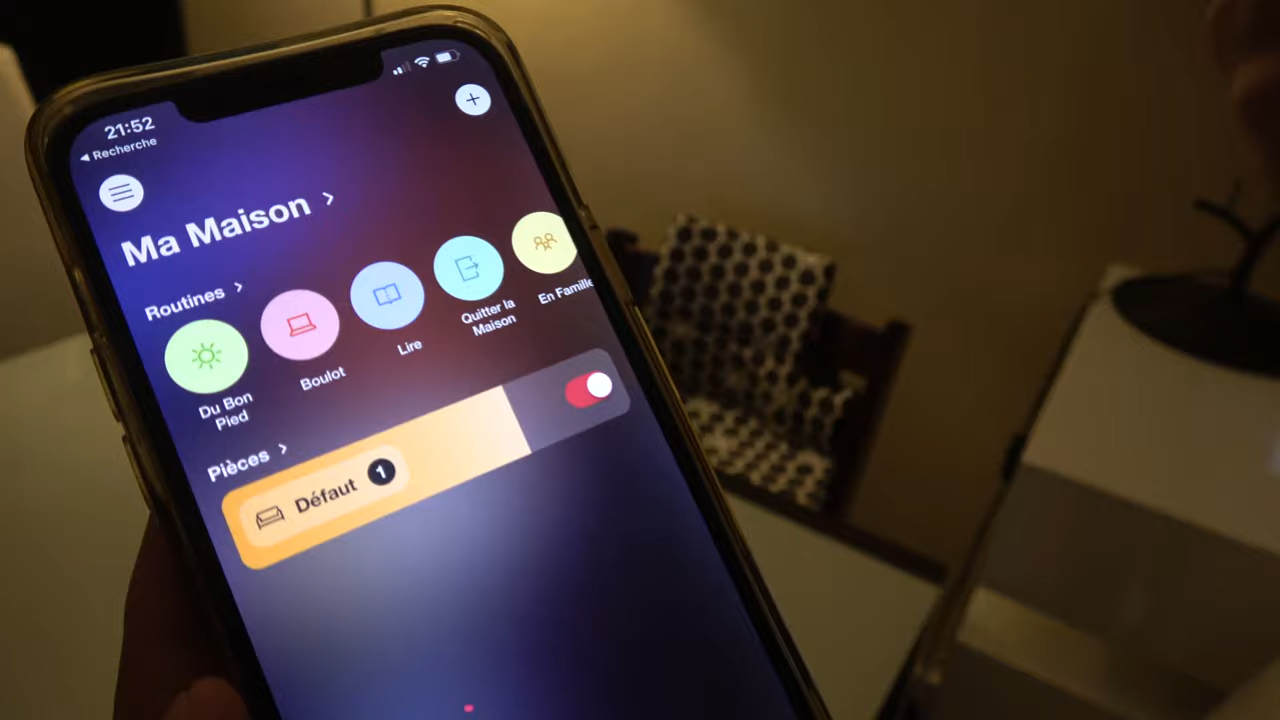 21:52
◀ Recherche
Ma Maison >
Routines >
Du Bon
Pied
Boulot
Lire
Quitter la
Maison
En Famille
Pièces >
Défaut 1